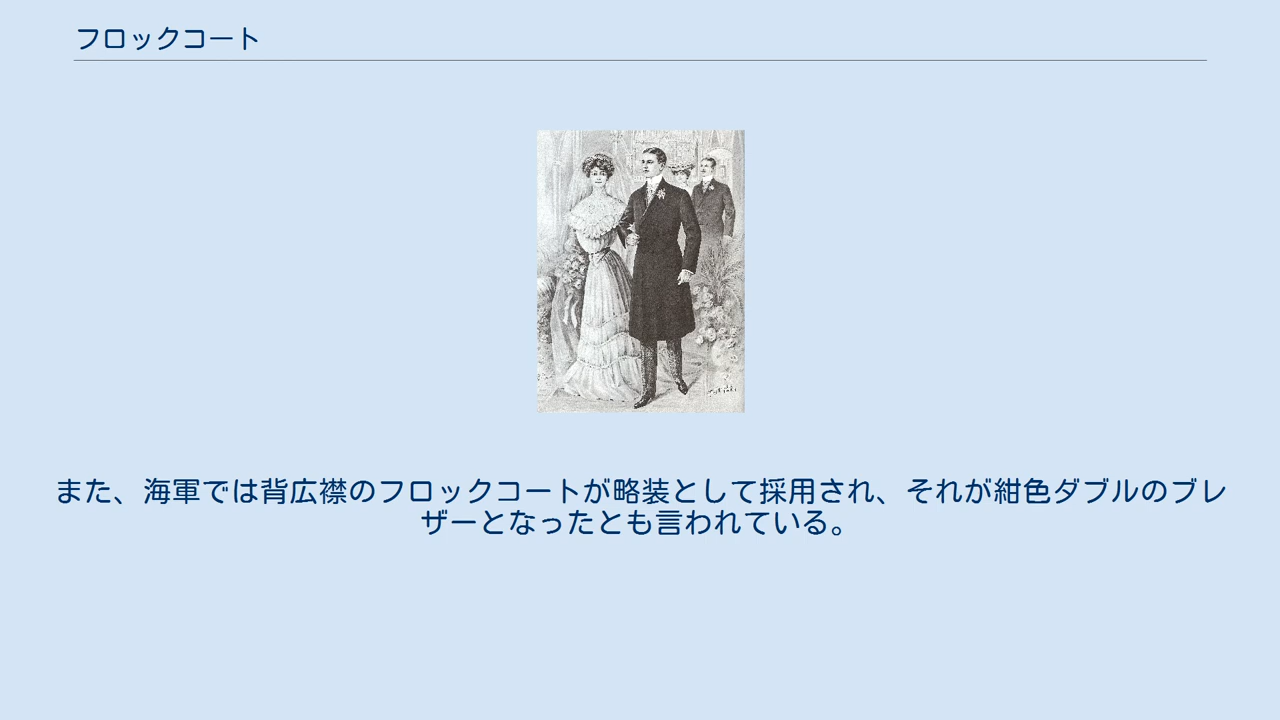 フロックコート
また、海軍では背広襟のフロックコートが略装として採用され、それが紺色ダブルのブレ
ザーとなったとも言われている。